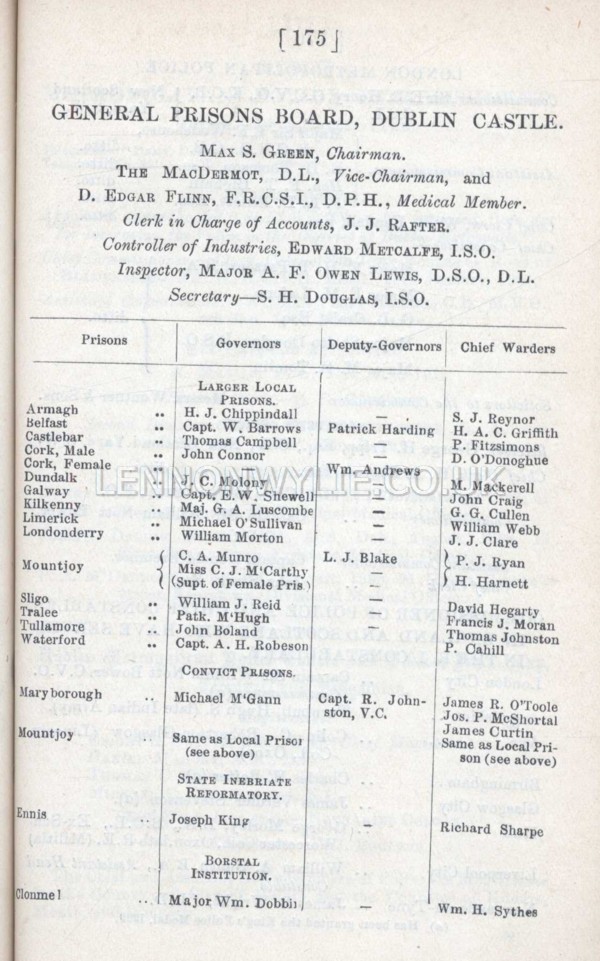 [175]
GENERAL PRISONS BOARD, DUBLIN CASTLE.
MAX S. GREEN, Chairman.
THE MACDERMOT, D.L., Vice-Chairman, and
D. EDGAR FLINN, F.R.C.S.I., D.P.H., Medical Member.
Clerk in Charge of Accounts, J. J. RAFTER.
Controller of Industries, EDWARD METCALFE, I.S.O.
Inspector, MAJOR A. F. OWEN LEWIS, D.S.O., D.L.
Secretary—S. H. DOUGLAS, I.S.O.
Prisons Governors Deputy-Governors Chief Warders
LARGER LOCAL
PRISONS.
Armagh .. H. J. Chippindall — S. J. Reynor
Belfast .. Capt. W. Barrows Patrick Harding H. A. C. Griffith
Castlebar .. Thomas Campbell P. Fitzsimons
Cork, Male .. John Connor D. O'Donoghue
Cork, Female Wm. Andrews
Dundalk .. J. C. Molony — M. Mackerell
Galway .. Capt. E. W. Shewell — John Craig
Kilkenny .. Maj. G. A. Luscombe — G. G. Cullen
Limerick .. Michael O'Sullivan — William Webb
Londonderry .. William Morton — J. J. Clare
LENNONWYLIE.CO.UK
Mountjoy { C. A. Munro L. J. Blake { P. J. Ryan
Miss C. J. M'Carthy
(Supt. of Female Pris.) H. Harnett
Sligo .. William J. Reid David Hegarty
Tralee .. Patk. M'Hugh Francis J. Moran
Tullamore .. John Boland Thomas Johnston
Waterford .. Capt. A. H. Robeson P. Cahill
CONVICT PRISONS.
Maryborough .. Michael M'Gann Capt. R. John- James R. O'Toole
ston, V.C. Jos. P. McShortal
James Curtin
Mountjoy .. Same as Local Prison Same as Local Pri-
(see above) son (see above)
STATE INEBRIATE
REFORMATORY.
Ennis .. Joseph King — Richard Sharpe
BORSTAL
INSTITUTION.
Clonmel .. Major Wm. Dobbin — Wm. H. Sythes